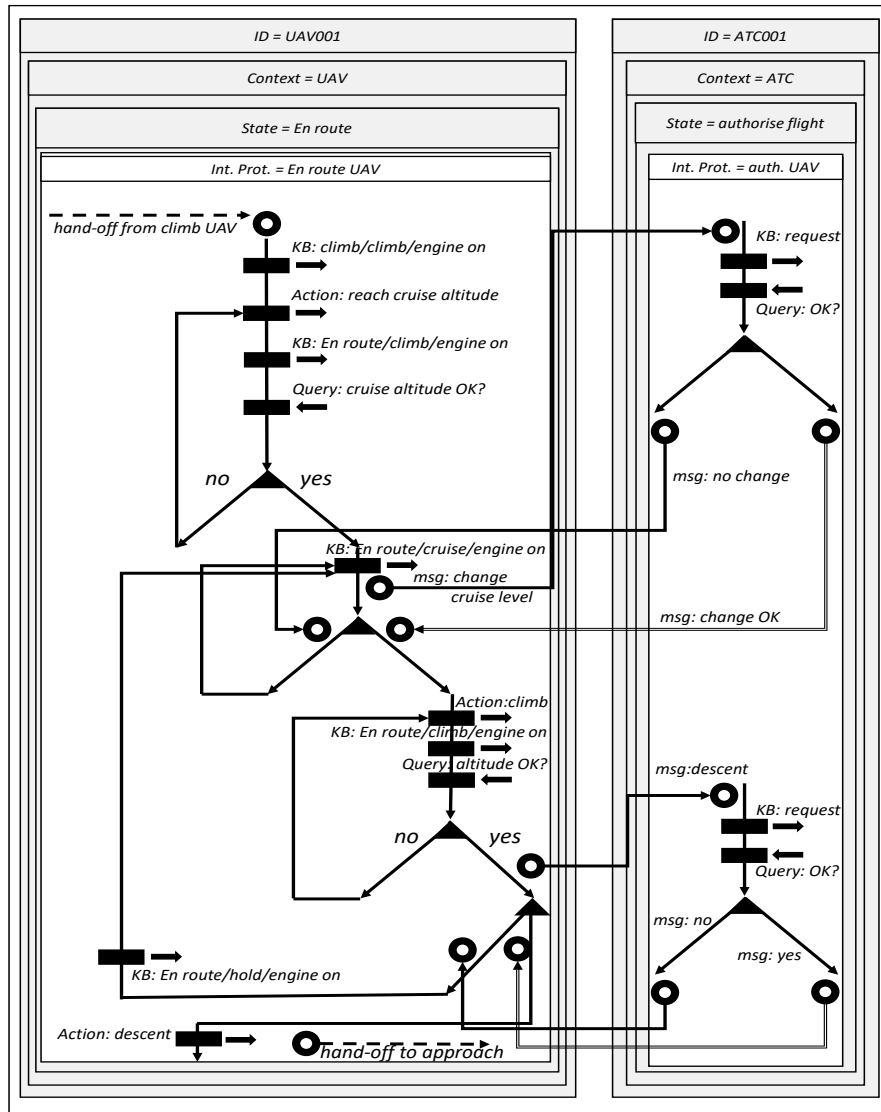 ID = UAV001
Context = UAV
State = En route
Int. Prot. = En route UAV
hand-off from climb UAV
KB: climb/climb/engine on
Action: reach cruise altitude
KB: En route/climb/engine on
Query: cruise altitude OK?
no
yes
KB: En route/cruise/engine on
msg: change
cruise level
Action:climb
KB: En route/climb/engine on
Query: altitude OK?
no
yes
KB: En route/hold/engine on
Action: descent
hand-off to approach
ID = ATC001
Context = ATC
State = authorise flight
Int. Prot. = auth. UAV
KB: request
Query: OK?
msg: no change
msg: change OK
msg:descent
KB: request
Query: OK?
msg: no
msg: yes